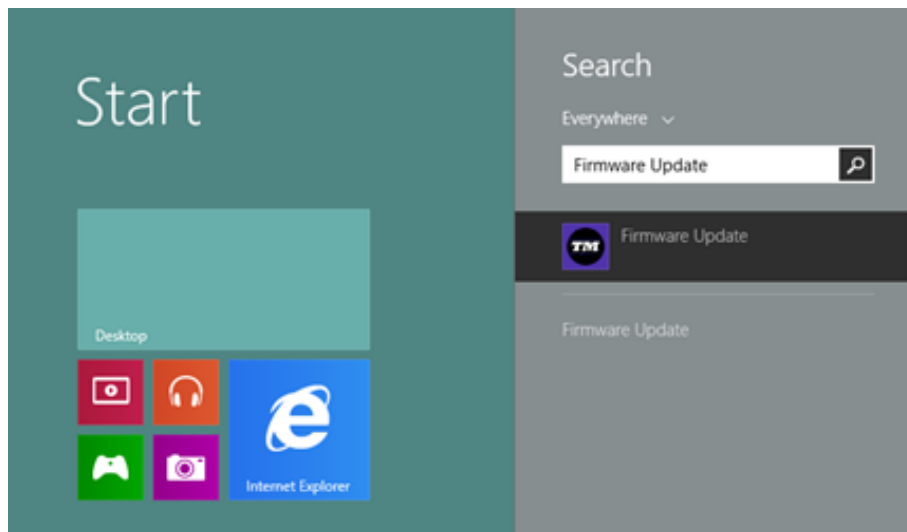 Start
Desktop
Internet Explorer
Search
Everywhere
Firmware Update
TM
Firmware Update
Firmware Update